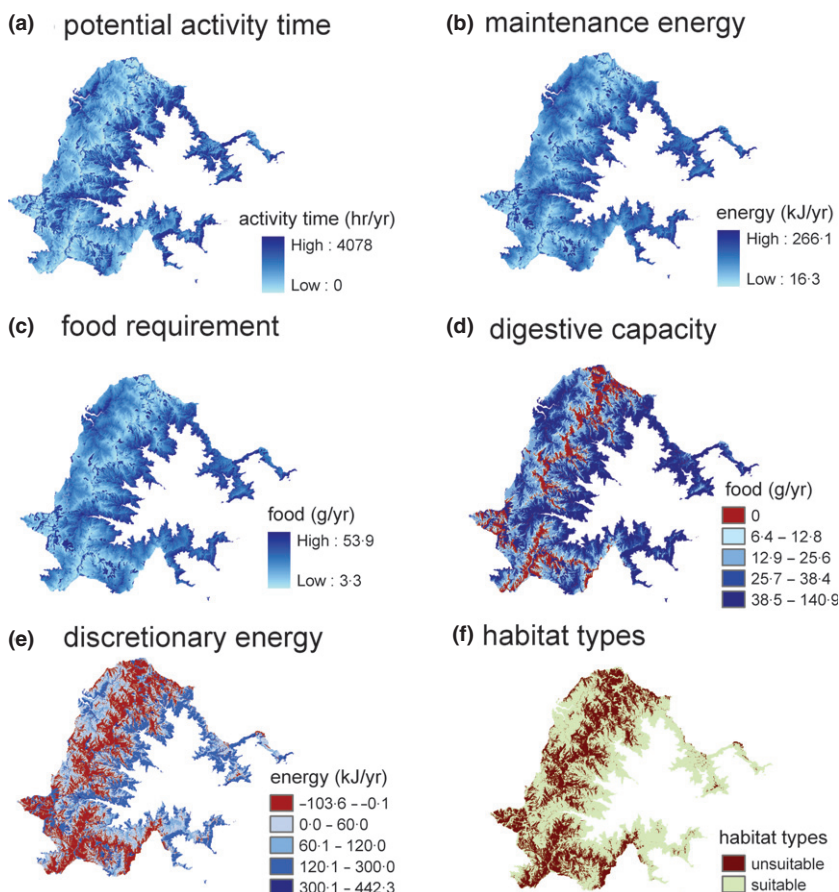 (a) potential activity time
activity time (hr/yr)
High : 4078
Low : 0
(b) maintenance energy
energy (kJ/yr)
High : 266·1
Low : 16·3
(c) food requirement
food (g/yr)
High : 53·9
Low : 3·3
(d) digestive capacity
food (g/yr)
0
6·4 – 12·8
12·9 – 25·6
25·7 – 38·4
38·5 – 140·9
(e) discretionary energy
energy (kJ/yr)
–103·6 – –0·1
0·0 – 60·0
60·1 – 120·0
120·1 – 300·0
300·1 – 442·3
(f) habitat types
habitat types
unsuitable
suitable